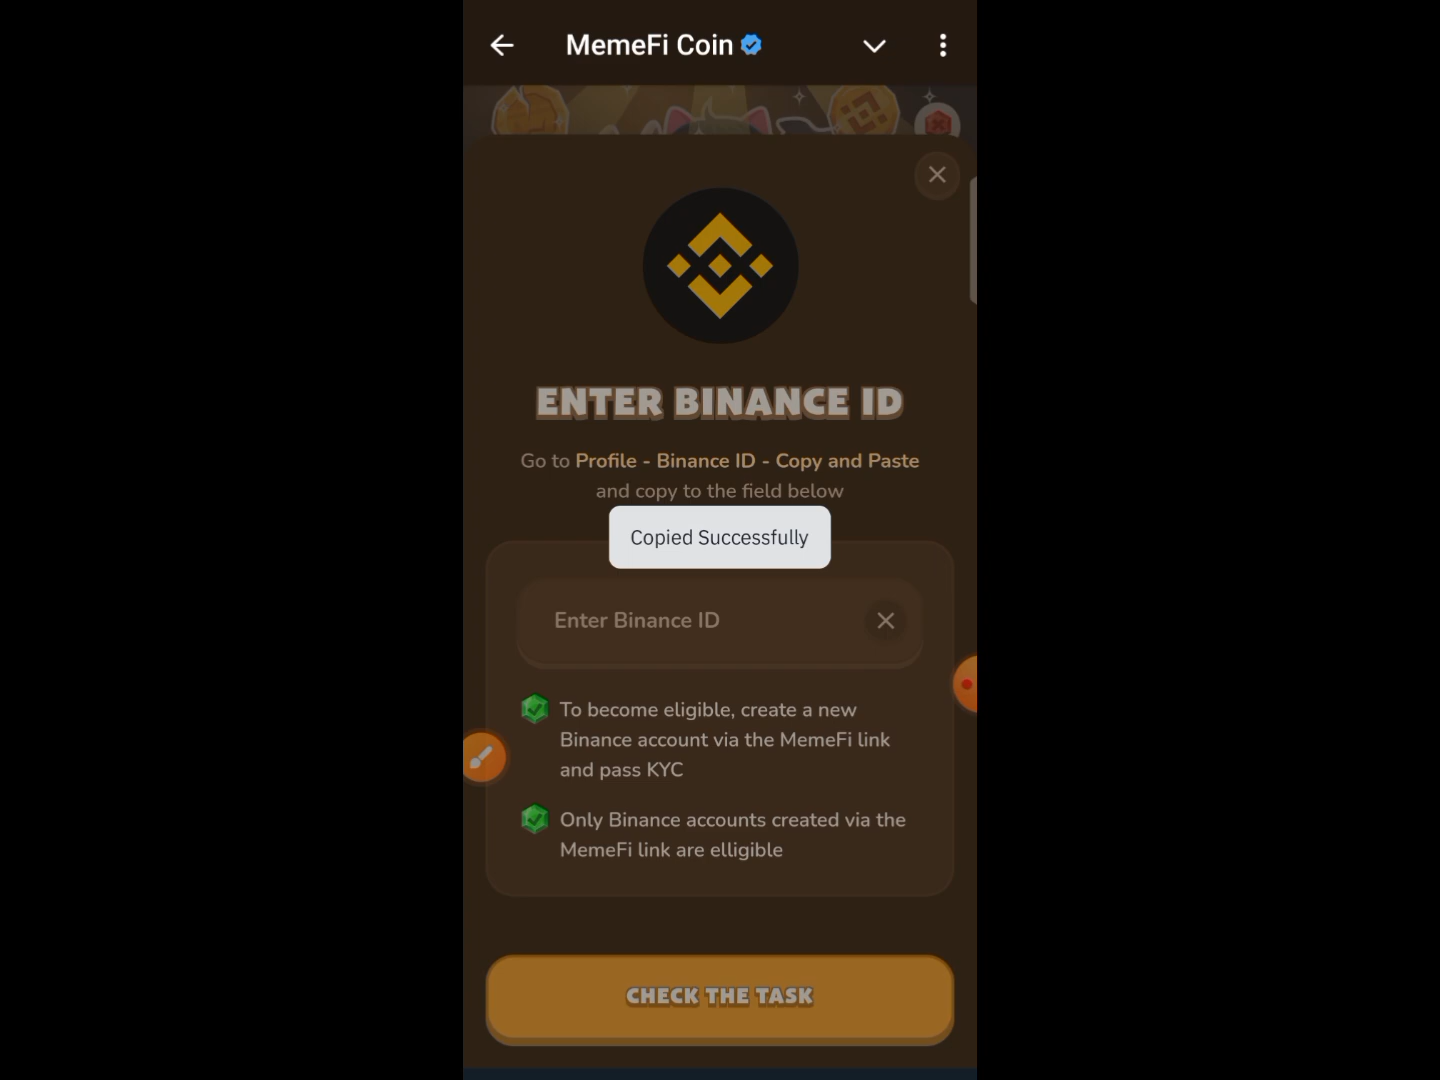 MemeFi Coin
ENTER BINANCE ID
Go to Profile - Binance ID - Copy and Paste
and copy to the field below
Copied Successfully
Enter Binance ID
To become eligible, create a new
Binance account via the MemeFi link
and pass KYC
Only Binance accounts created via the
MemeFi link are elligible
CHECK THE TASK